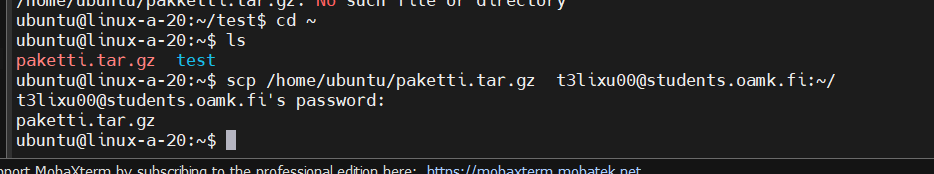 /home/ubuntu/pakketti.tar.gz: No such file or directory
ubuntu@linux-a-20:~/test$ cd ~
ubuntu@linux-a-20:~$ ls
paketti.tar.gz  test
ubuntu@linux-a-20:~$ scp /home/ubuntu/paketti.tar.gz  t3lixu00@students.oamk.fi:~/
t3lixu00@students.oamk.fi's password:
paketti.tar.gz
ubuntu@linux-a-20:~$
port MobaXterm by subscribing to the professional edition here:  https://mobaxterm.mobatek.net